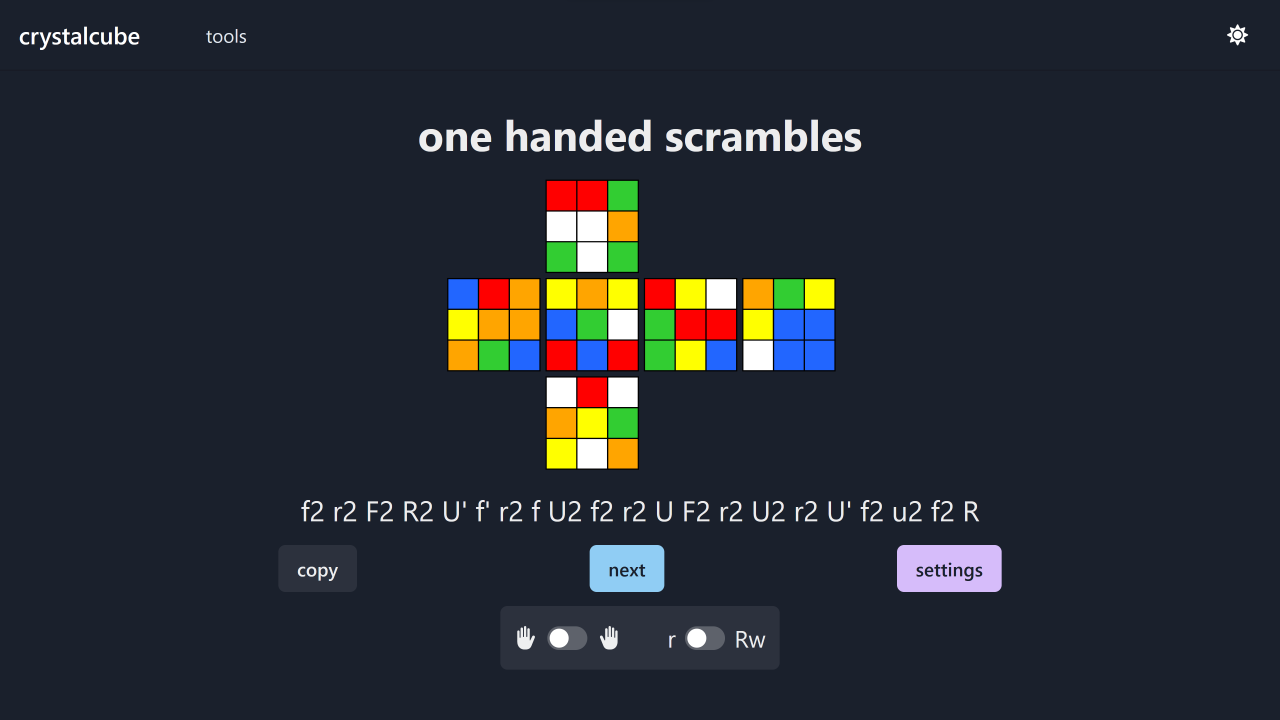 crystalcube tools
one handed scrambles
f2 r2 F2 R2 U' f' r2 f U2 f2 r2 U F2 r2 U2 r2 U' f2 u2 f2 R
copy next settings
r Rw